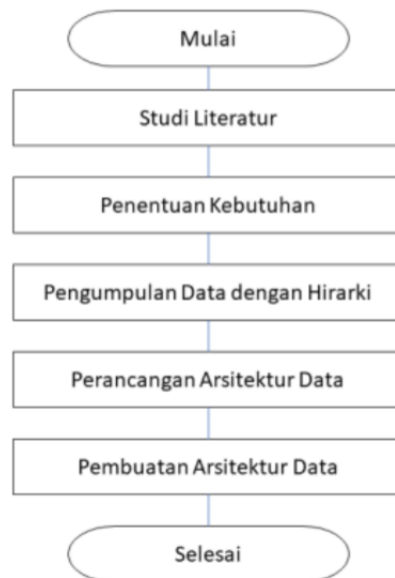 Mulai
Studi Literatur
Penentuan Kebutuhan
Pengumpulan Data dengan Hirarki
Perancangan Arsitektur Data
Pembuatan Arsitektur Data
Selesai